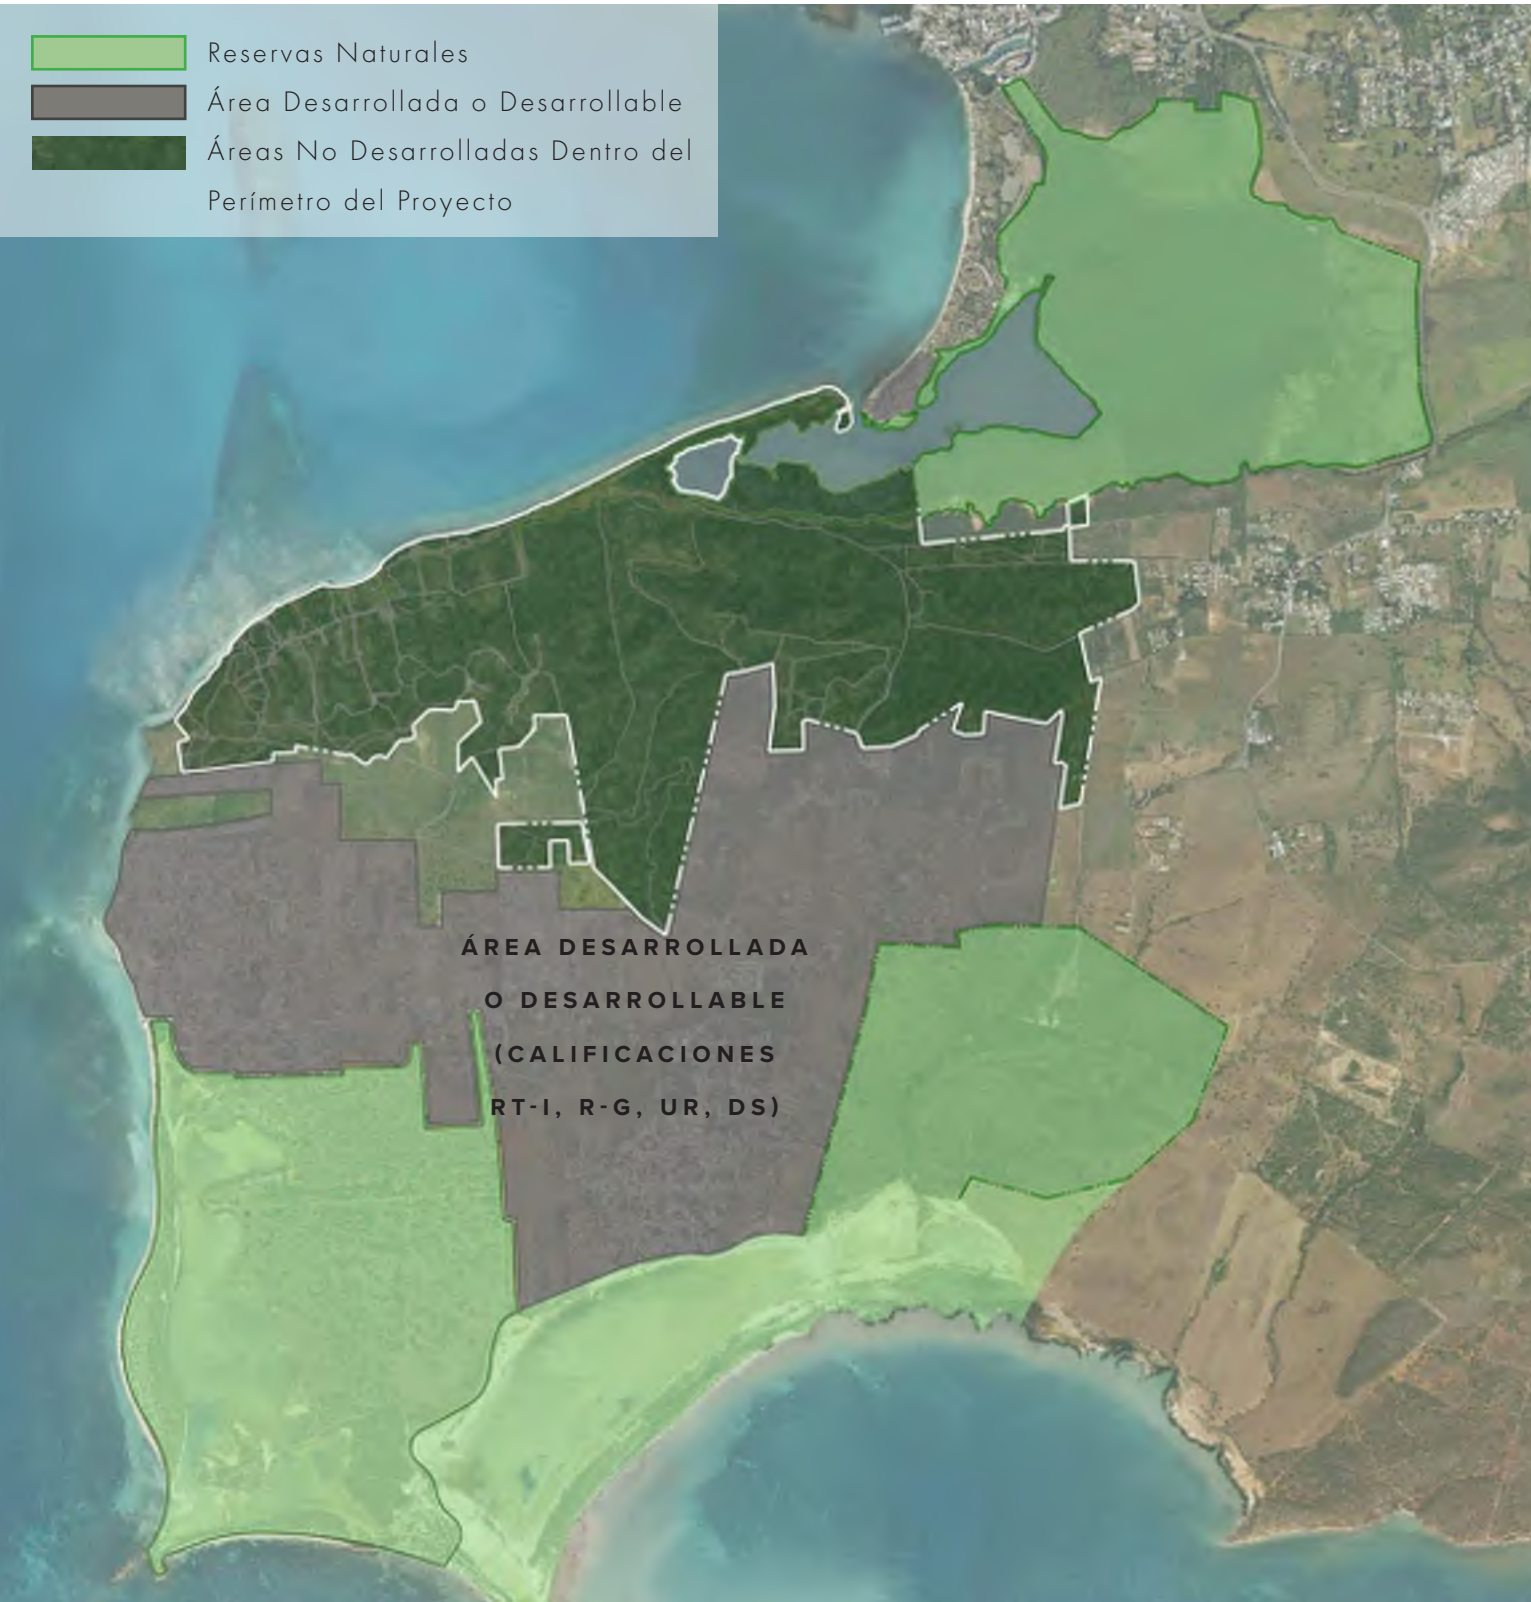 Reservas Naturales
Área Desarrollada o Desarrollable
Áreas No Desarrolladas Dentro del
Perímetro del Proyecto
ÁREA DESARROLLADA
O DESARROLLABLE
(CALIFICACIONES
RT-I, R-G, UR, DS)